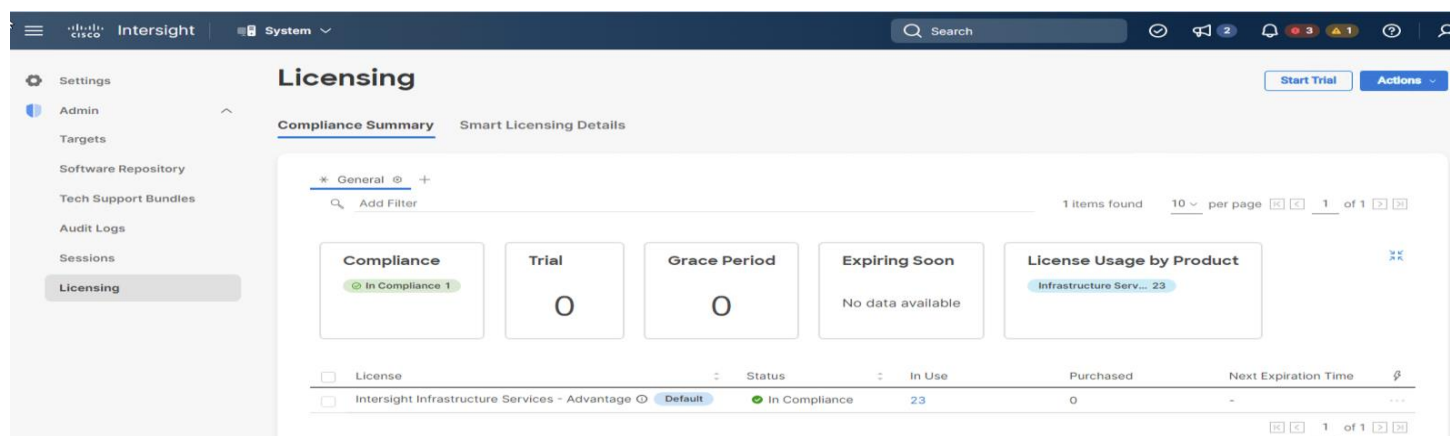 cisco Intersight System Search 2 3 1
Settings
Admin
Targets
Software Repository
Tech Support Bundles
Audit Logs
Sessions
Licensing
Licensing Start Trial Actions
Compliance Summary Smart Licensing Details
General
Add Filter 1 items found 10 per page 1 of 1
Compliance Trial Grace Period Expiring Soon License Usage by Product
In Compliance 1 0 0 No data available Infrastructure Serv... 23
License Status In Use Purchased Next Expiration Time
Intersight Infrastructure Services - Advantage Default In Compliance 23 0 -
1 of 1